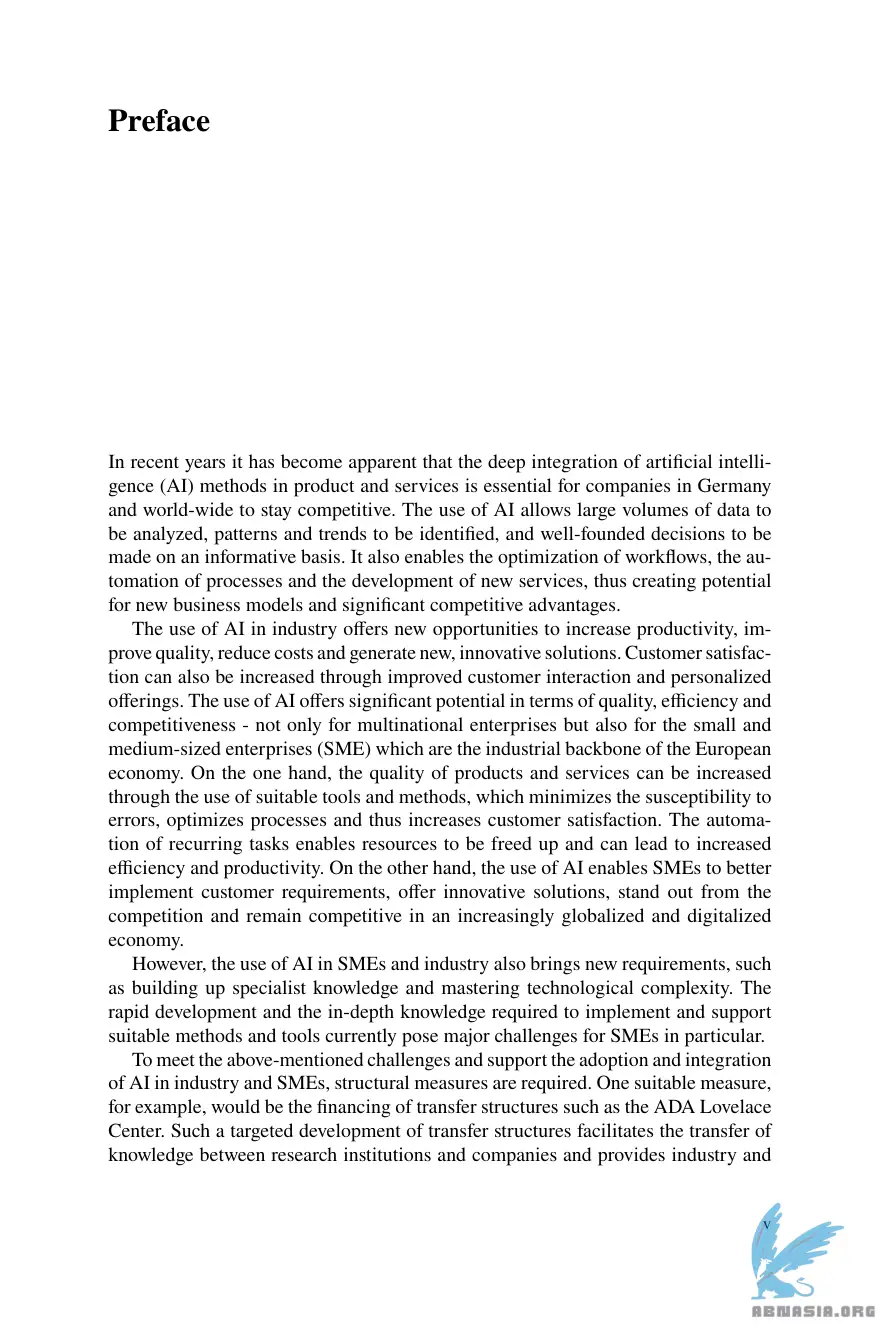 Preface
In recent years it has become apparent that the deep integration of artificial intelli-
gence (AI) methods in product and services is essential for companies in Germany
and world-wide to stay competitive. The use of AI allows large volumes of data to
be analyzed, patterns and trends to be identified, and well-founded decisions to be
made on an informative basis. It also enables the optimization of workflows, the au-
tomation of processes and the development of new services, thus creating potential
for new business models and significant competitive advantages.
The use of AI in industry offers new opportunities to increase productivity, im-
prove quality, reduce costs and generate new, innovative solutions. Customer satisfac-
tion can also be increased through improved customer interaction and personalized
offerings. The use of AI offers significant potential in terms of quality, efficiency and
competitiveness - not only for multinational enterprises but also for the small and
medium-sized enterprises (SME) which are the industrial backbone of the European
economy. On the one hand, the quality of products and services can be increased
through the use of suitable tools and methods, which minimizes the susceptibility to
errors, optimizes processes and thus increases customer satisfaction. The automa-
tion of recurring tasks enables resources to be freed up and can lead to increased
efficiency and productivity. On the other hand, the use of AI enables SMEs to better
implement customer requirements, offer innovative solutions, stand out from the
competition and remain competitive in an increasingly globalized and digitalized
economy.
However, the use of AI in SMEs and industry also brings new requirements, such
as building up specialist knowledge and mastering technological complexity. The
rapid development and the in-depth knowledge required to implement and support
suitable methods and tools currently pose major challenges for SMEs in particular.
To meet the above-mentioned challenges and support the adoption and integration
of AI in industry and SMEs, structural measures are required. One suitable measure,
for example, would be the financing of transfer structures such as the ADA Lovelace
Center. Such a targeted development of transfer structures facilitates the transfer of
knowledge between research institutions and companies and provides industry and
v
ABNASIA.ORG